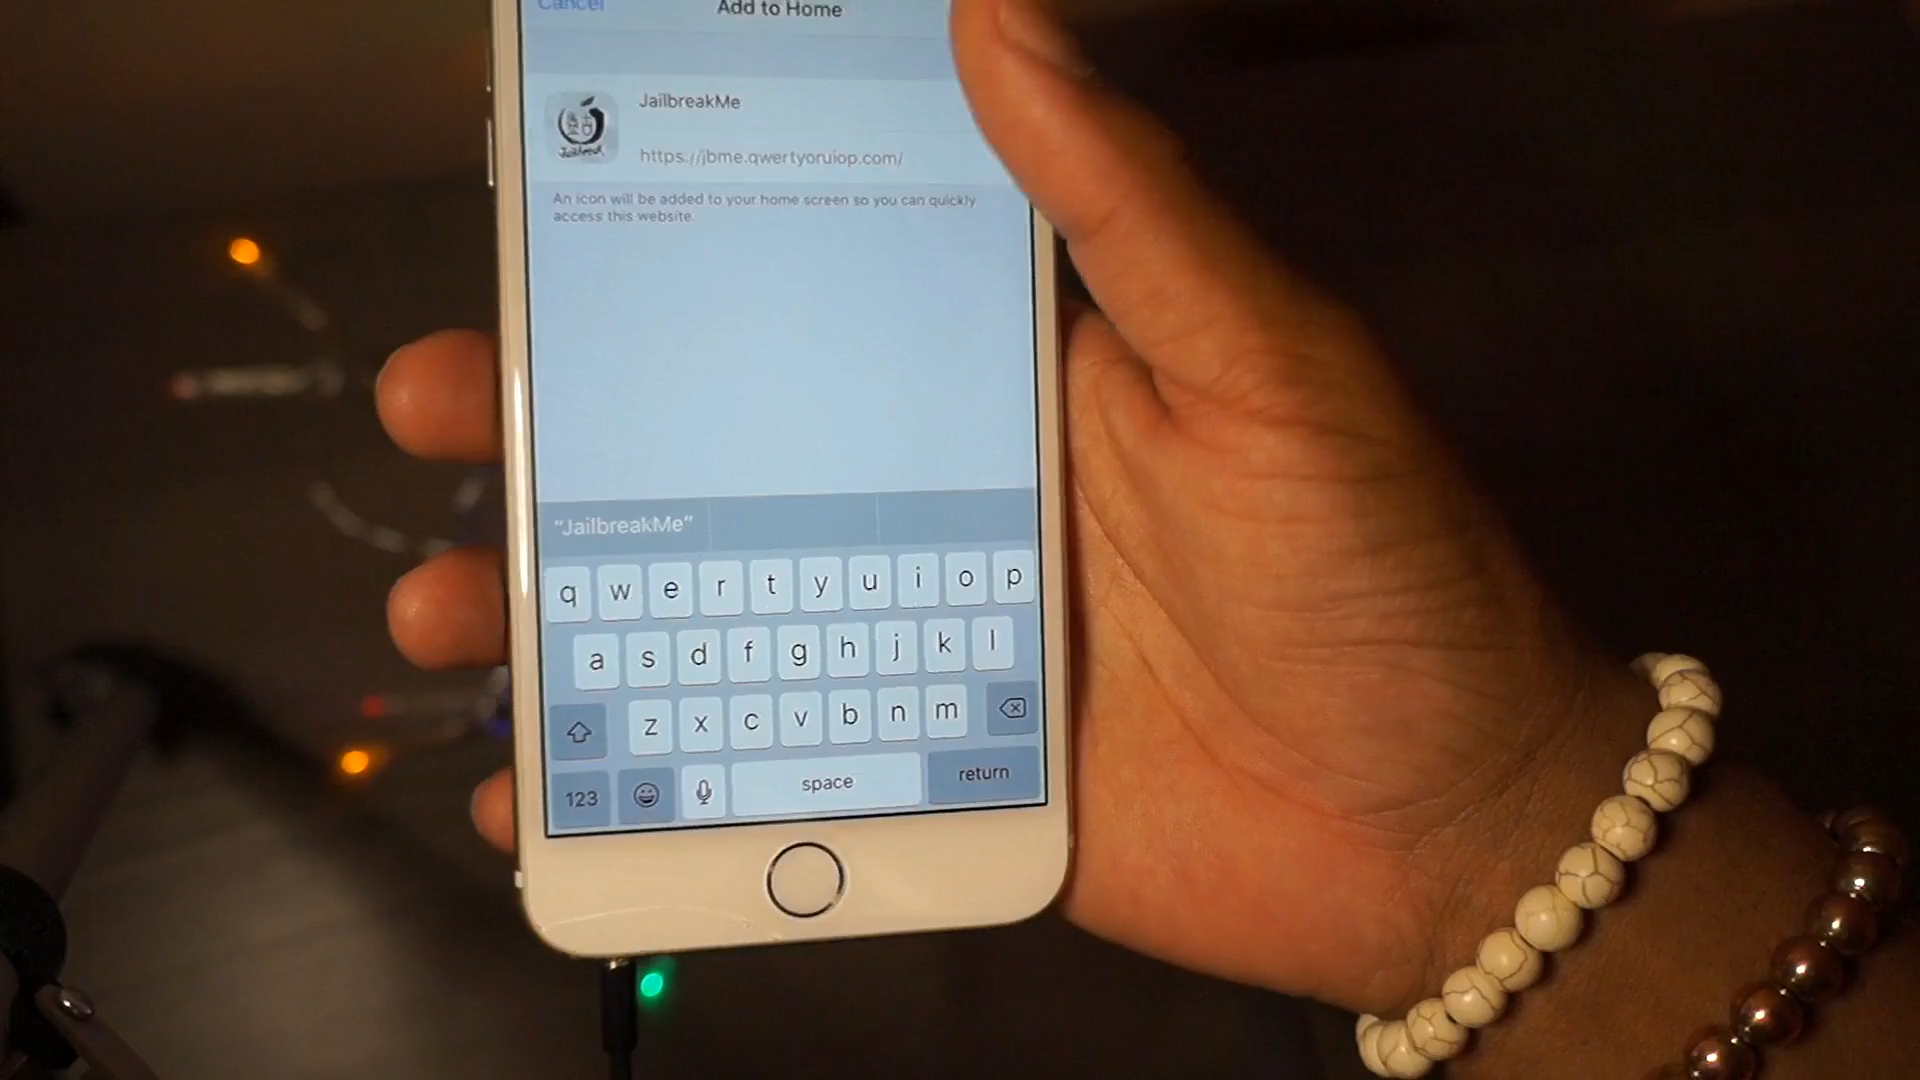 Cancel
Add to Home
JailbreakMe
https://jbme.qwertyoruiop.com/
An icon will be added to your home screen so you can quickly
access this website.
"JailbreakMe"
q w e r t y u i o p
a s d f g h j k l
z x c v b n m
123 space return